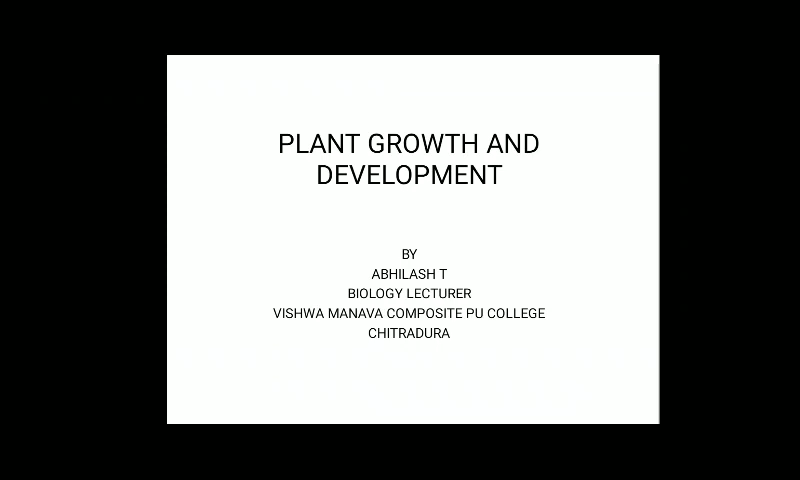 PLANT GROWTH AND
DEVELOPMENT
BY
ABHILASH T
BIOLOGY LECTURER
VISHWA MANAVA COMPOSITE PU COLLEGE
CHITRADURA